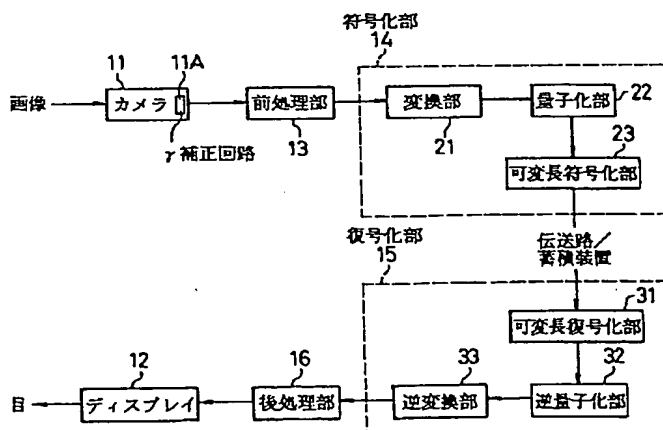 符号化部
14
11
11A
22
画像
カメラ
前処理部
変換部
量子化部
γ補正回路
13
21
23
可変長符号化部
復号化部
15
伝送路/
蓄積装置
31
可変長復号化部
12
16
33
32
目
ディスプレイ
後処理部
逆変換部
逆量子化部